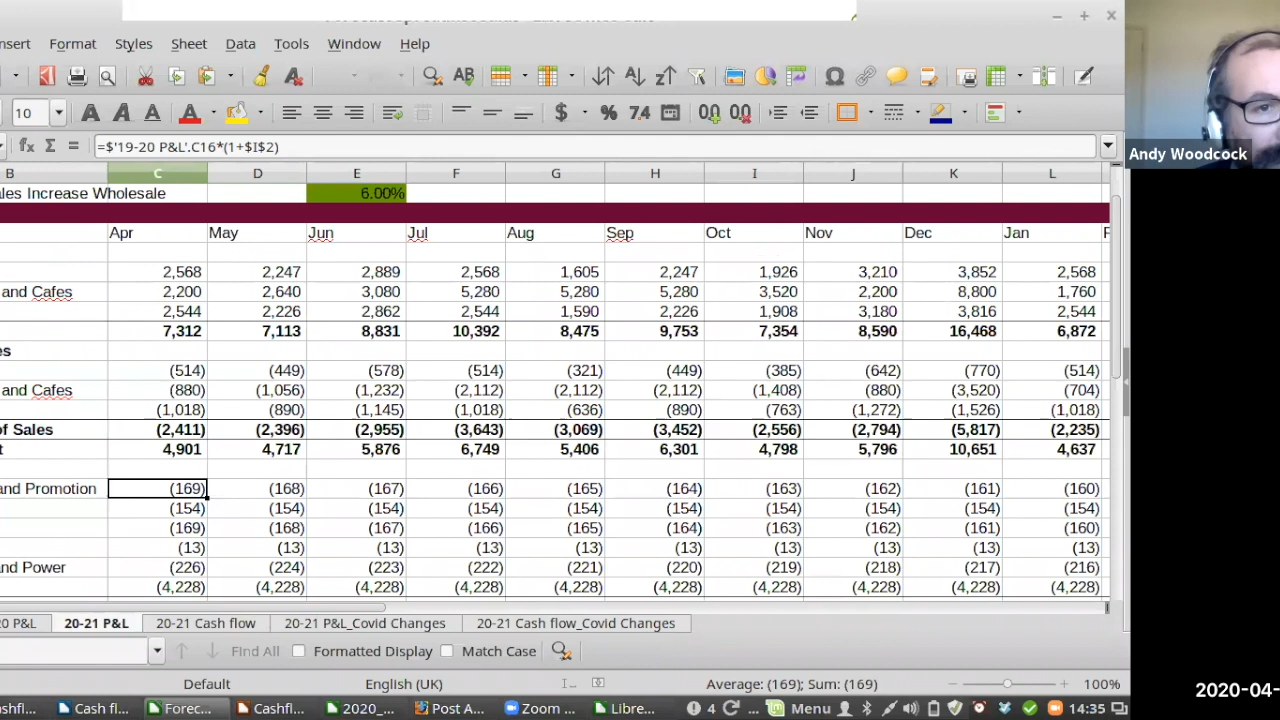 nsert Format Styles Sheet Data Tools Window Help
10
=$'19-20 P&L'.C16*(1+$I$2)
B C D E F G H I J K L
ales Increase Wholesale 6.00%
Apr May Jun Jul Aug Sep Oct Nov Dec Jan F
2,568 2,247 2,889 2,568 1,605 2,247 1,926 3,210 3,852 2,568
and Cafes 2,200 2,640 3,080 5,280 5,280 5,280 3,520 2,200 8,800 1,760
2,544 2,226 2,862 2,544 1,590 2,226 1,908 3,180 3,816 2,544
7,312 7,113 8,831 10,392 8,475 9,753 7,354 8,590 16,468 6,872
es
(514) (449) (578) (514) (321) (449) (385) (642) (770) (514)
and Cafes (880) (1,056) (1,232) (2,112) (2,112) (2,112) (1,408) (880) (3,520) (704)
(1,018) (890) (1,145) (1,018) (636) (890) (763) (1,272) (1,526) (1,018)
of Sales (2,411) (2,396) (2,955) (3,643) (3,069) (3,452) (2,556) (2,794) (5,817) (2,235)
t 4,901 4,717 5,876 6,749 5,406 6,301 4,798 5,796 10,651 4,637
and Promotion (169) (168) (167) (166) (165) (164) (163) (162) (161) (160)
(154) (154) (154) (154) (154) (154) (154) (154) (154) (154)
(169) (168) (167) (166) (165) (164) (163) (162) (161) (160)
(13) (13) (13) (13) (13) (13) (13) (13) (13) (13)
and Power (226) (224) (223) (222) (221) (220) (219) (218) (217) (216)
(4,228) (4,228) (4,228) (4,228) (4,228) (4,228) (4,228) (4,228) (4,228) (4,228)
20 P&L 20-21 P&L 20-21 Cash flow 20-21 P&L_Covid Changes 20-21 Cash flow_Covid Changes
Find All Formatted Display Match Case
Default English (UK) Average: (169); Sum: (169) 100%
ashfl... Cash fl... Forec... Cashfl... 2020_... Post A... Zoom ... Libre... 4 ... Menu 14:35
Andy Woodcock
2020-04-